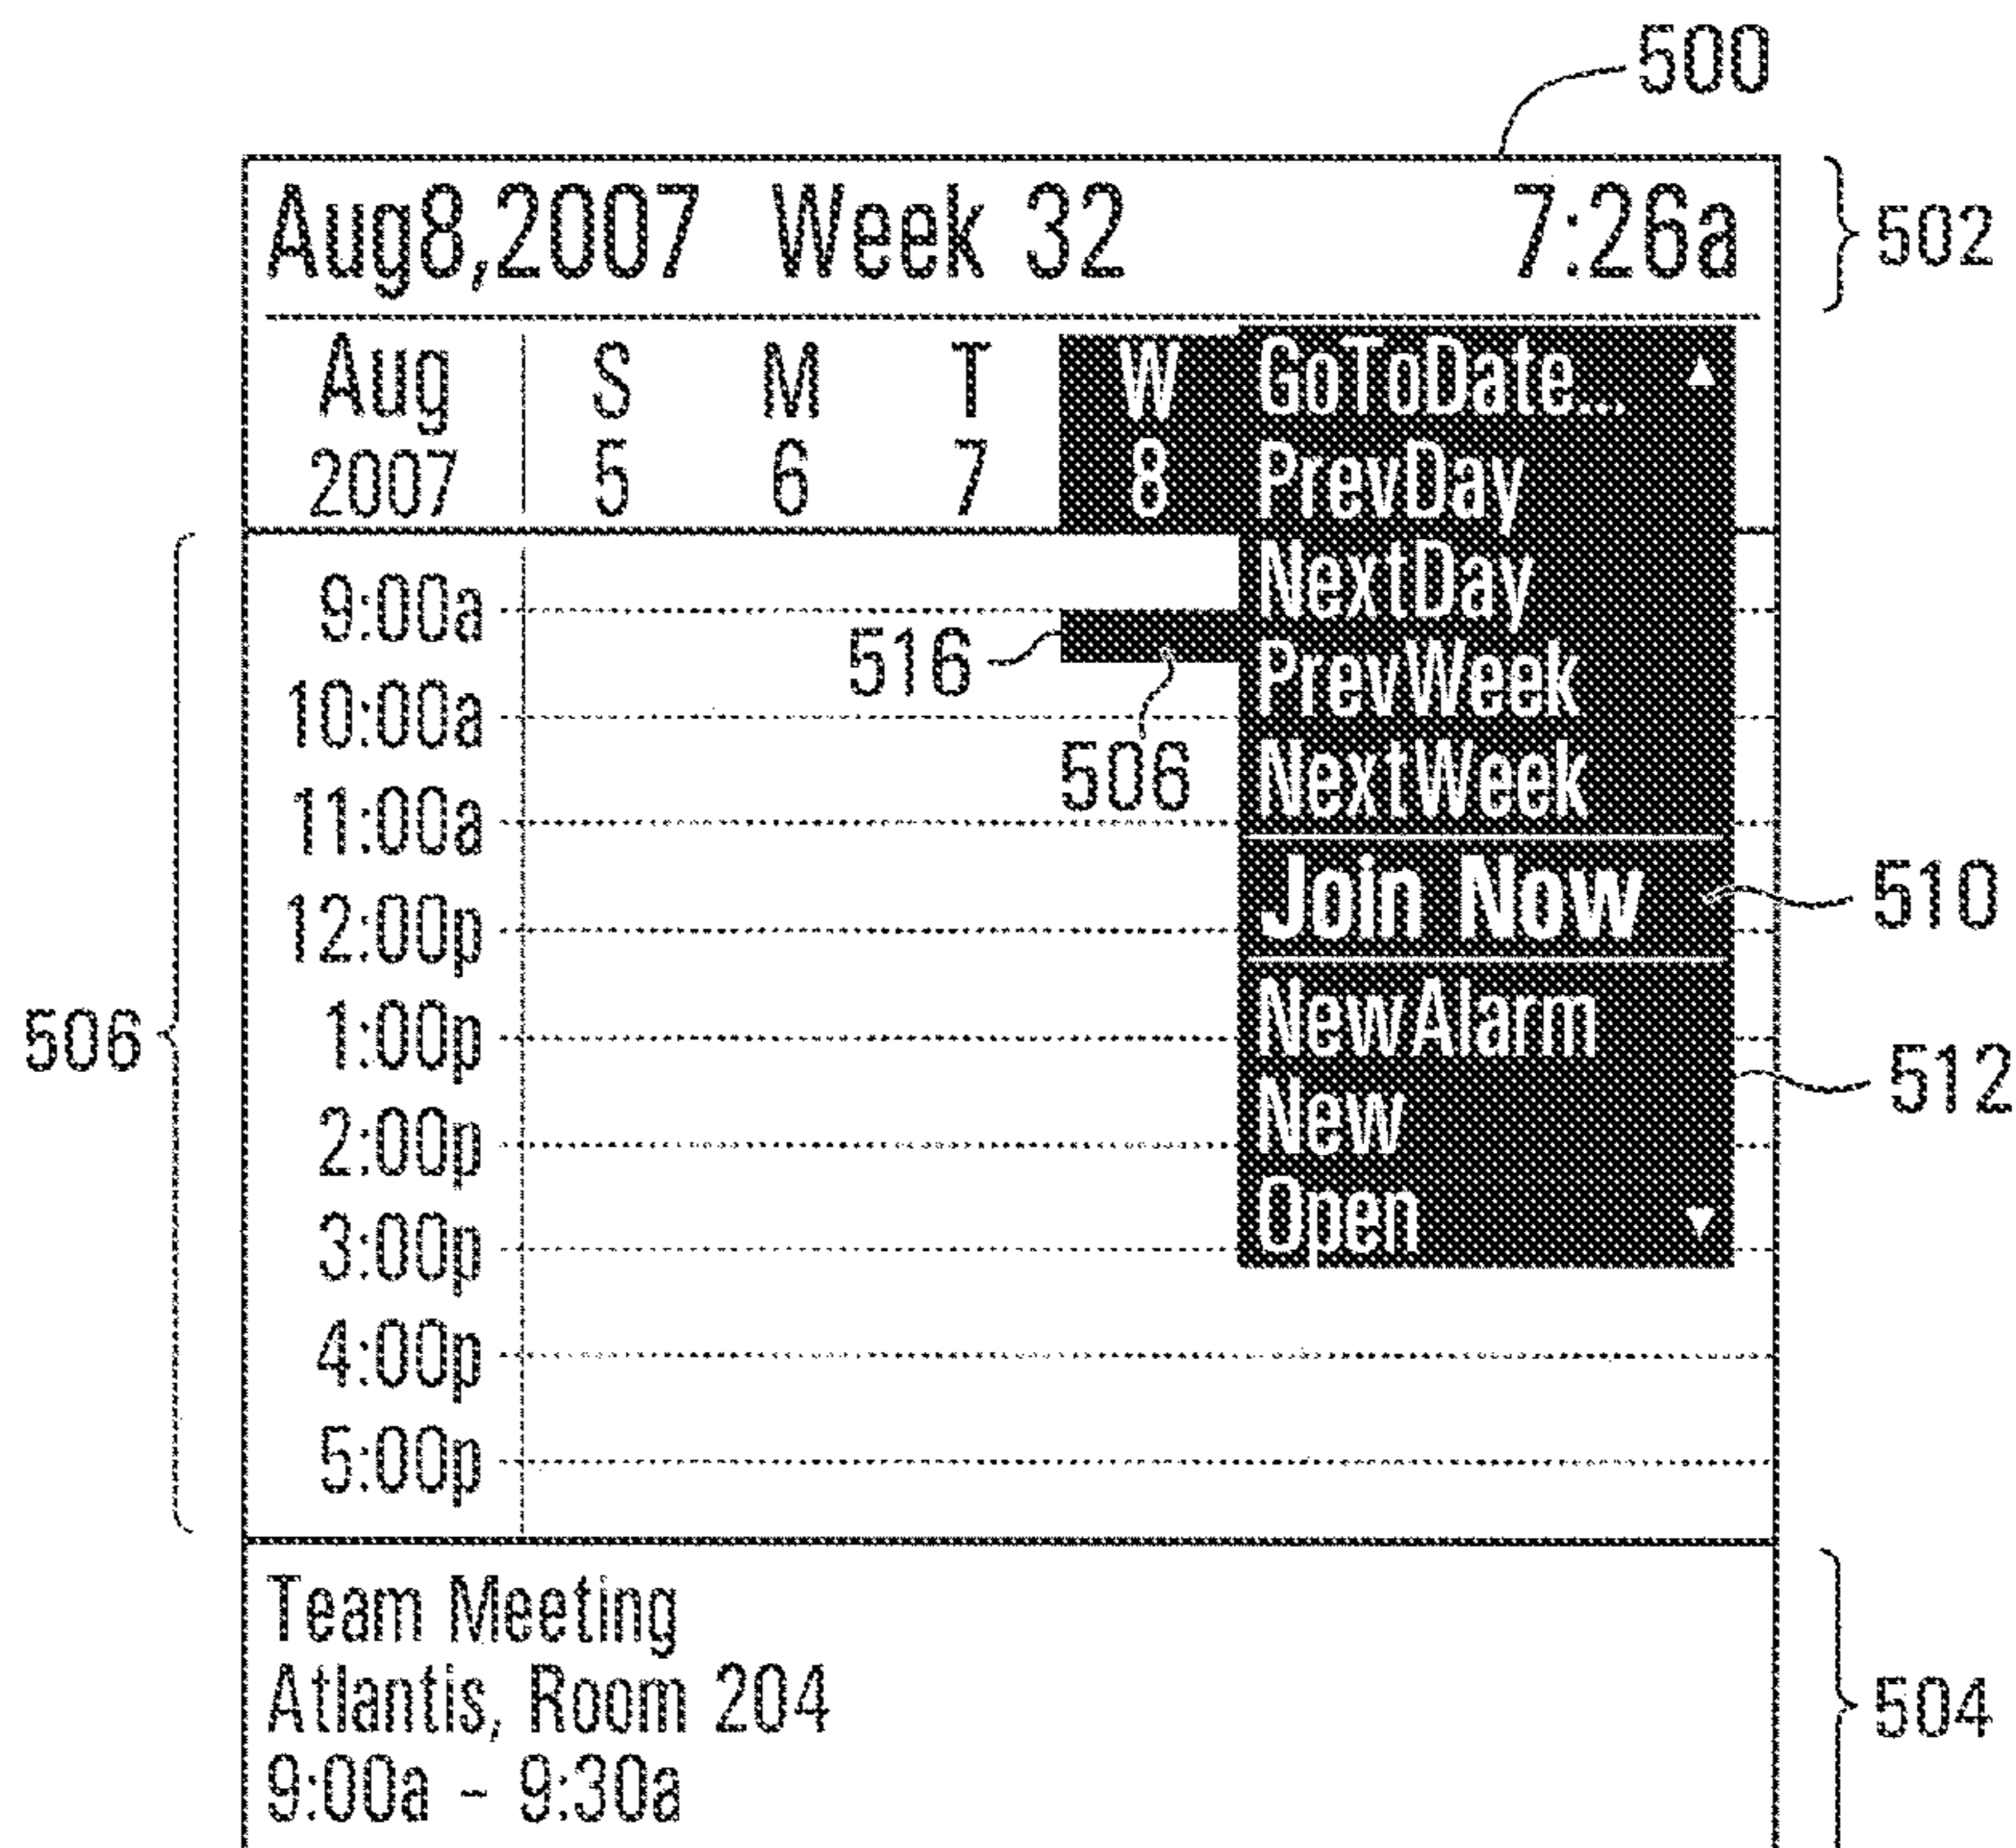 500
Aug8,2007 Week 32 7:26a
502
Aug S M T W
2007 5 6 7 8
GoToDate...
PrevDay
NextDay
PrevWeek
NextWeek
Join Now
NewAlarm
New
Open
510
512
516
506
506
9:00a
10:00a
11:00a
12:00p
1:00p
2:00p
3:00p
4:00p
5:00p
Team Meeting
Atlantis, Room 204
9:00a - 9:30a
504